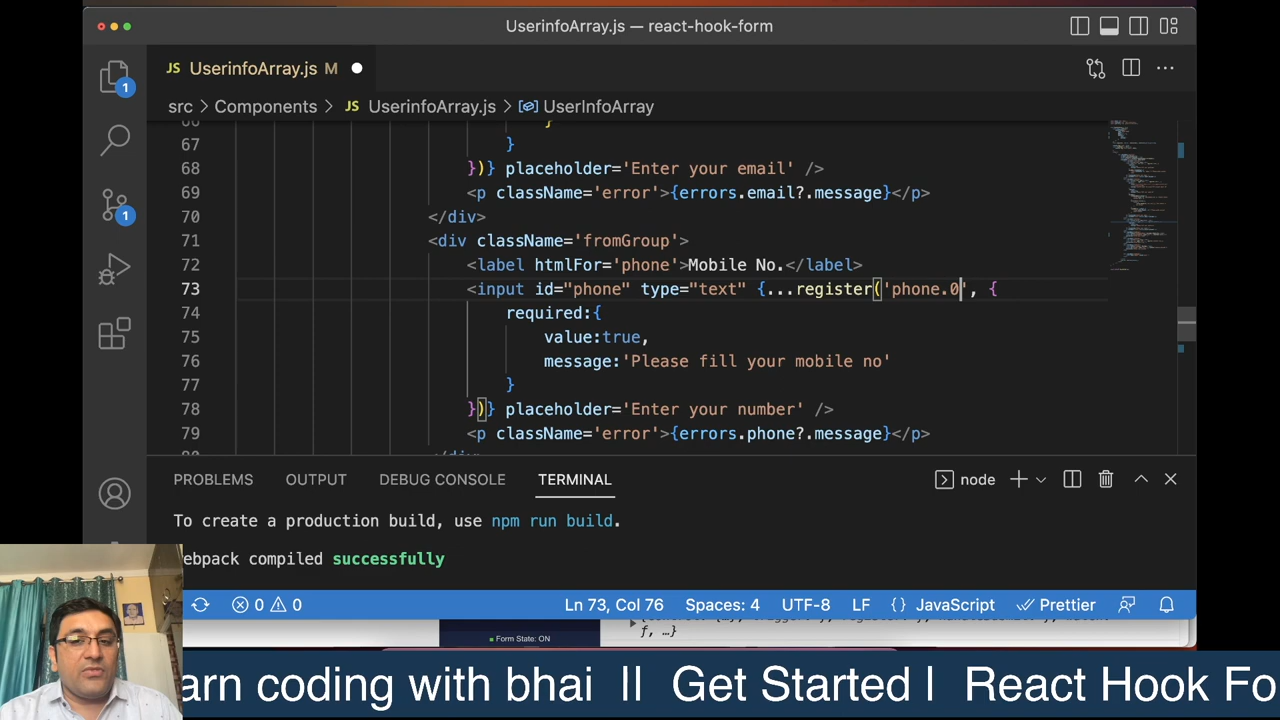 UserinfoArray.js — react-hook-form
JS UserinfoArray.js M
src > Components > JS UserinfoArray.js > UserInfoArray
1
1
67 }
68 })} placeholder='Enter your email' />
69 <p className='error'>{errors.email?.message}</p>
70 </div>
71 <div className='fromGroup'>
72 <label htmlFor='phone'>Mobile No.</label>
73 <input id="phone" type="text" {...register('phone.0', {
74 required:{
75 value:true,
76 message:'Please fill your mobile no'
77 }
78 })} placeholder='Enter your number' />
79 <p className='error'>{errors.phone?.message}</p>
PROBLEMS OUTPUT DEBUG CONSOLE TERMINAL node
To create a production build, use npm run build.
ebpack compiled successfully
0 0 Ln 73, Col 76 Spaces: 4 UTF-8 LF {} JavaScript Prettier
Form State: ON
f, …}
arn coding with bhai || Get Started | React Hook Fo